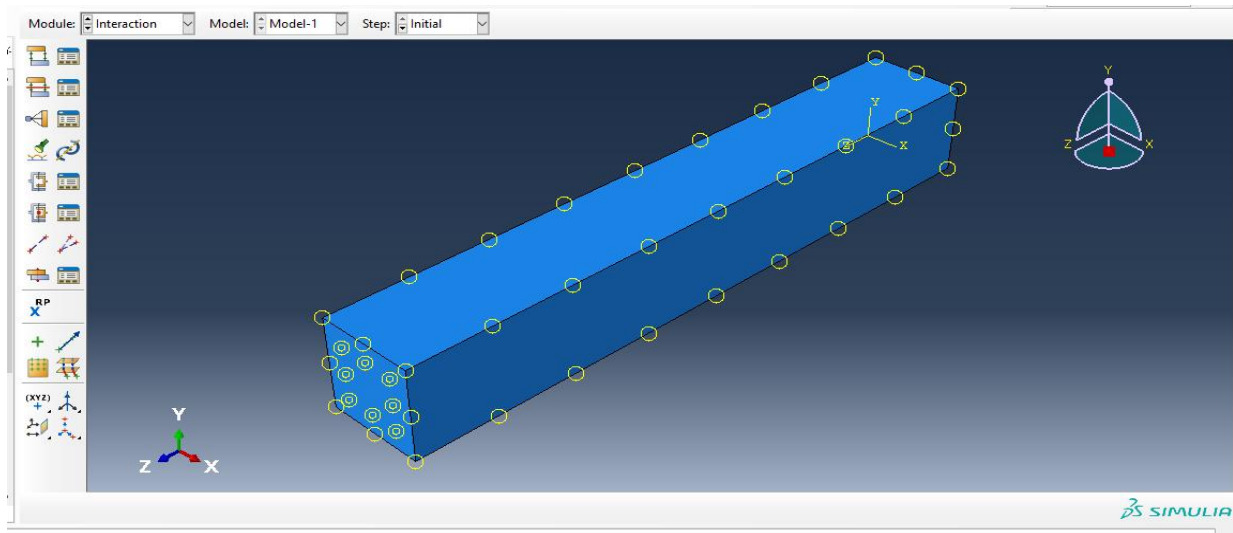 Module: Interaction Model: Model-1 Step: Initial
Y
Z X
Y
X
Z
RP
X
(XYZ)
Y
Z X
SIMULIA